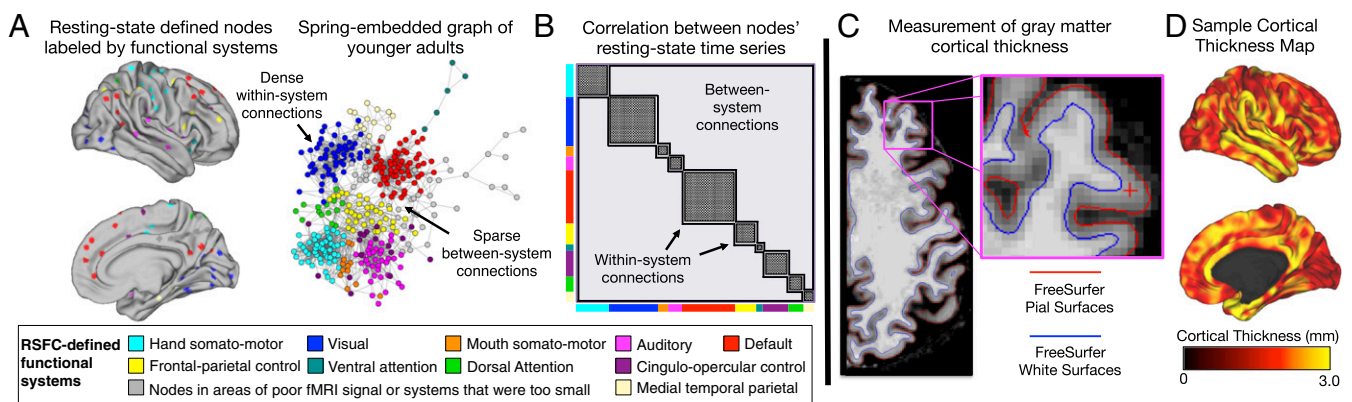 A
Resting-state defined nodes
labeled by functional systems
Spring-embedded graph of
younger adults
Dense
within-system
connections
Sparse
between-system
connections
B
Correlation between nodes'
resting-state time series
Between-
system
connections
Within-system
connections
RSFC-defined
functional
systems
Hand somato-motor
Visual
Mouth somato-motor
Auditory
Default
Frontal-parietal control
Ventral attention
Dorsal Attention
Cingulo-opercular control
Nodes in areas of poor fMRI signal or systems that were too small
Medial temporal parietal
C
Measurement of gray matter
cortical thickness
FreeSurfer
Pial Surfaces
FreeSurfer
White Surfaces
D
Sample Cortical
Thickness Map
Cortical Thickness (mm)
0
3.0